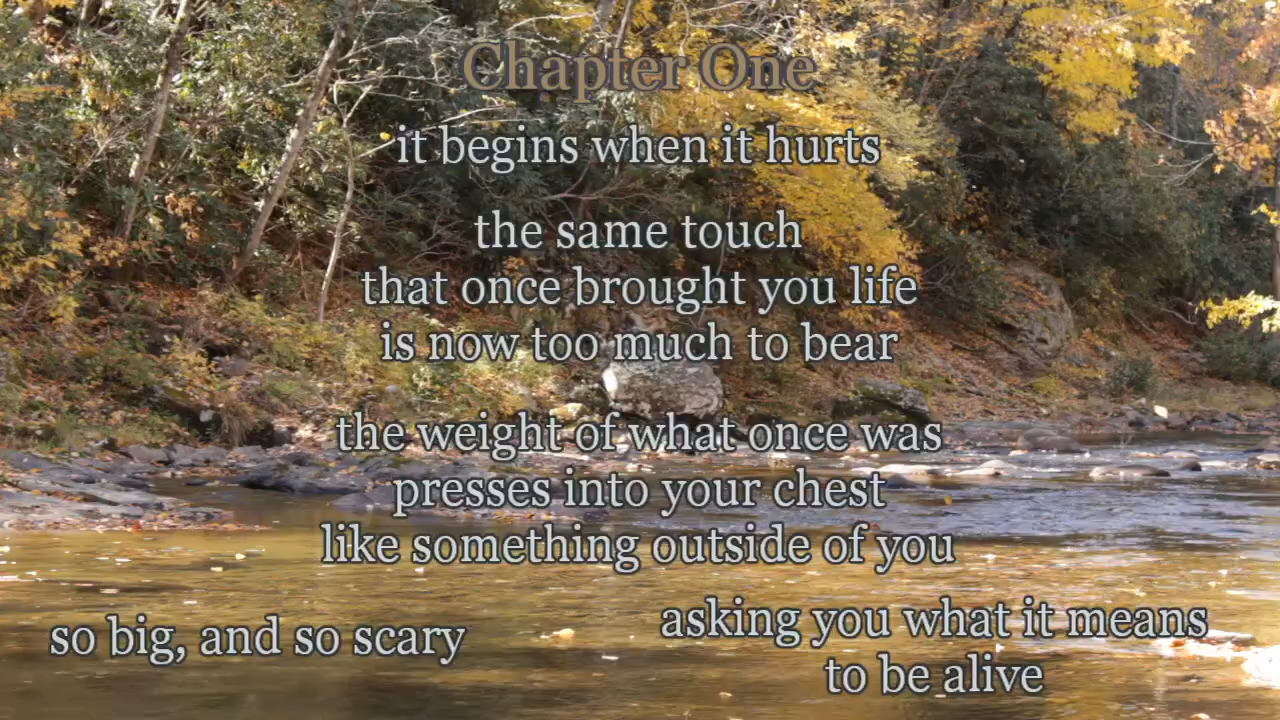 Chapter One
it begins when it hurts
the same touch
that once brought you life
is now too much to bear
the weight of what once was
presses into your chest
like something outside of you
so big, and so scary
asking you what it means
to be alive